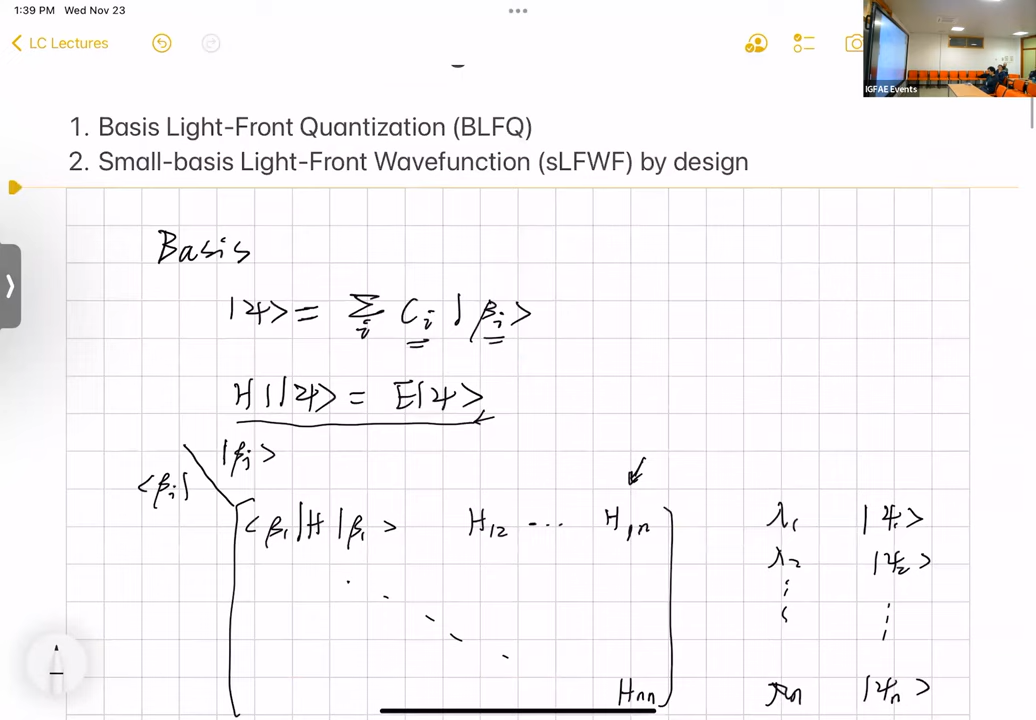 1:39 PM Wed Nov 23
LC Lectures
IGFAE Events
1. Basis Light-Front Quantization (BLFQ)
2. Small-basis Light-Front Wavefunction (sLFWF) by design
Basis
|ψ> = Σ_i C_i |β_i>
H | |ψ> = E|ψ>
|β_j>
<β_i|
<β_1|H|β_1> H_12 ... H_1n λ_1 |ψ_1>
λ_2 |ψ_2>
H_nn λ_n |ψ_n>